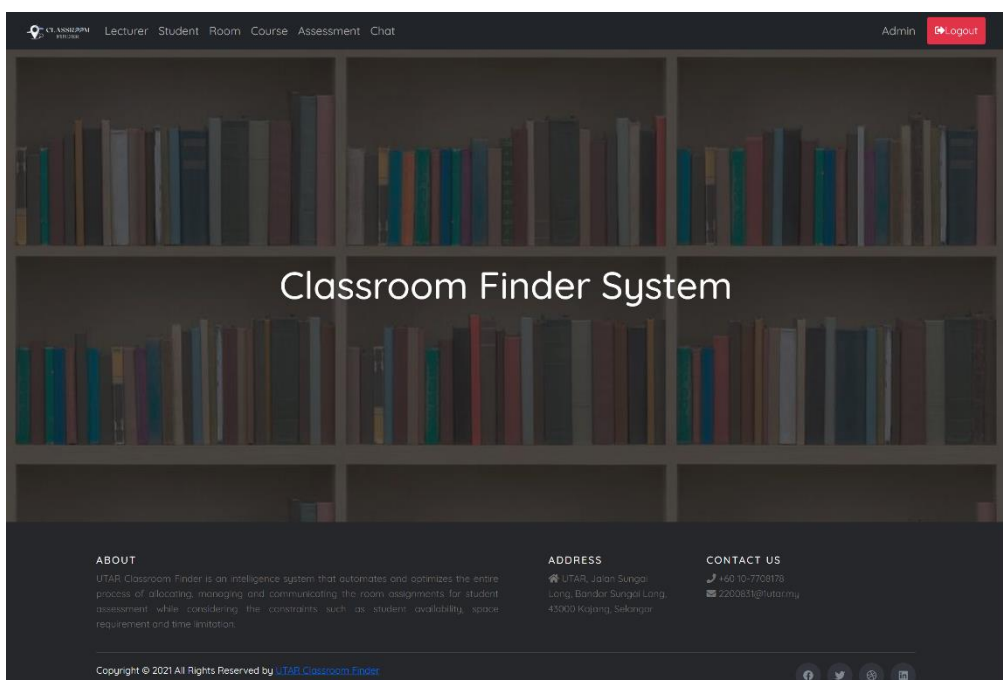 CLASSROOM
FINDER
Lecturer Student Room Course Assessment Chat
Admin
Logout
Classroom Finder System
ABOUT
UTAR Classroom Finder is an intelligence system that automates and optimizes the entire
process of allocating, managing and communicating the room assignments for student
assessment while considering the constraints such as student availability, space
requirement and time limitation.
ADDRESS
UTAR, Jalan Sungai
Long, Bandar Sungai Long,
43000 Kajang, Selangor
CONTACT US
+60 10-7708178
2200831@1utar.my
Copyright © 2021 All Rights Reserved by UTAR Classroom Finder